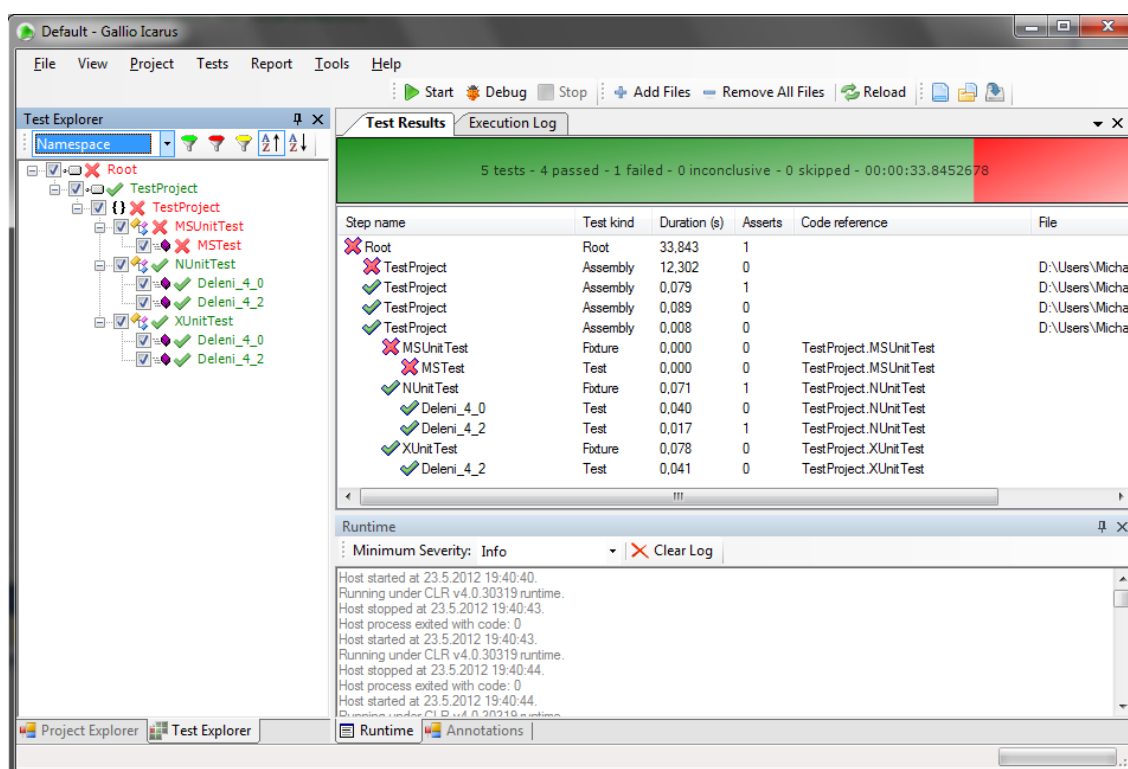 Default - Gallio Icarus
File View Project Tests Report Tools Help
Start Debug Stop Add Files Remove All Files Reload
Test Explorer
Namespace
Root
TestProject
{} TestProject
MSUnitTest
MSTest
NUnitTest
Deleni_4_0
Deleni_4_2
XUnitTest
Deleni_4_0
Deleni_4_2
Project Explorer Test Explorer
Test Results Execution Log
5 tests - 4 passed - 1 failed - 0 inconclusive - 0 skipped - 00:00:33.8452678
Step name Test kind Duration (s) Asserts Code reference File
Root Root 33,843 1
TestProject Assembly 12,302 0 D:\Users\Micha
TestProject Assembly 0,079 1 D:\Users\Micha
TestProject Assembly 0,089 0 D:\Users\Micha
TestProject Assembly 0,008 0 D:\Users\Micha
MSUnitTest Fixture 0,000 0 TestProject.MSUnitTest
MSTest Test 0,000 0 TestProject.MSUnitTest
NUnitTest Fixture 0,071 1 TestProject.NUnitTest
Deleni_4_0 Test 0,040 0 TestProject.NUnitTest
Deleni_4_2 Test 0,017 1 TestProject.NUnitTest
XUnitTest Fixture 0,078 0 TestProject.XUnitTest
Deleni_4_2 Test 0,041 0 TestProject.XUnitTest
Runtime
Minimum Severity: Info Clear Log
Host started at 23.5.2012 19:40:40.
Running under CLR v4.0.30319 runtime.
Host stopped at 23.5.2012 19:40:43.
Host process exited with code: 0
Host started at 23.5.2012 19:40:43.
Running under CLR v4.0.30319 runtime.
Host stopped at 23.5.2012 19:40:44.
Host process exited with code: 0
Host started at 23.5.2012 19:40:44.
Running under CLR v4.0.30319 runtime.
Runtime Annotations